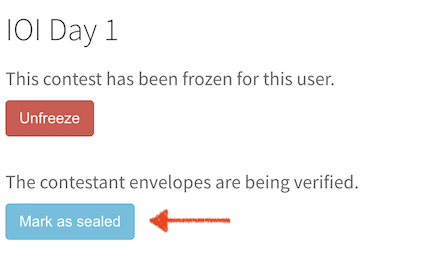 IOI Day 1
This contest has been frozen for this user.
Unfreeze
The contestant envelopes are being verified.
Mark as sealed